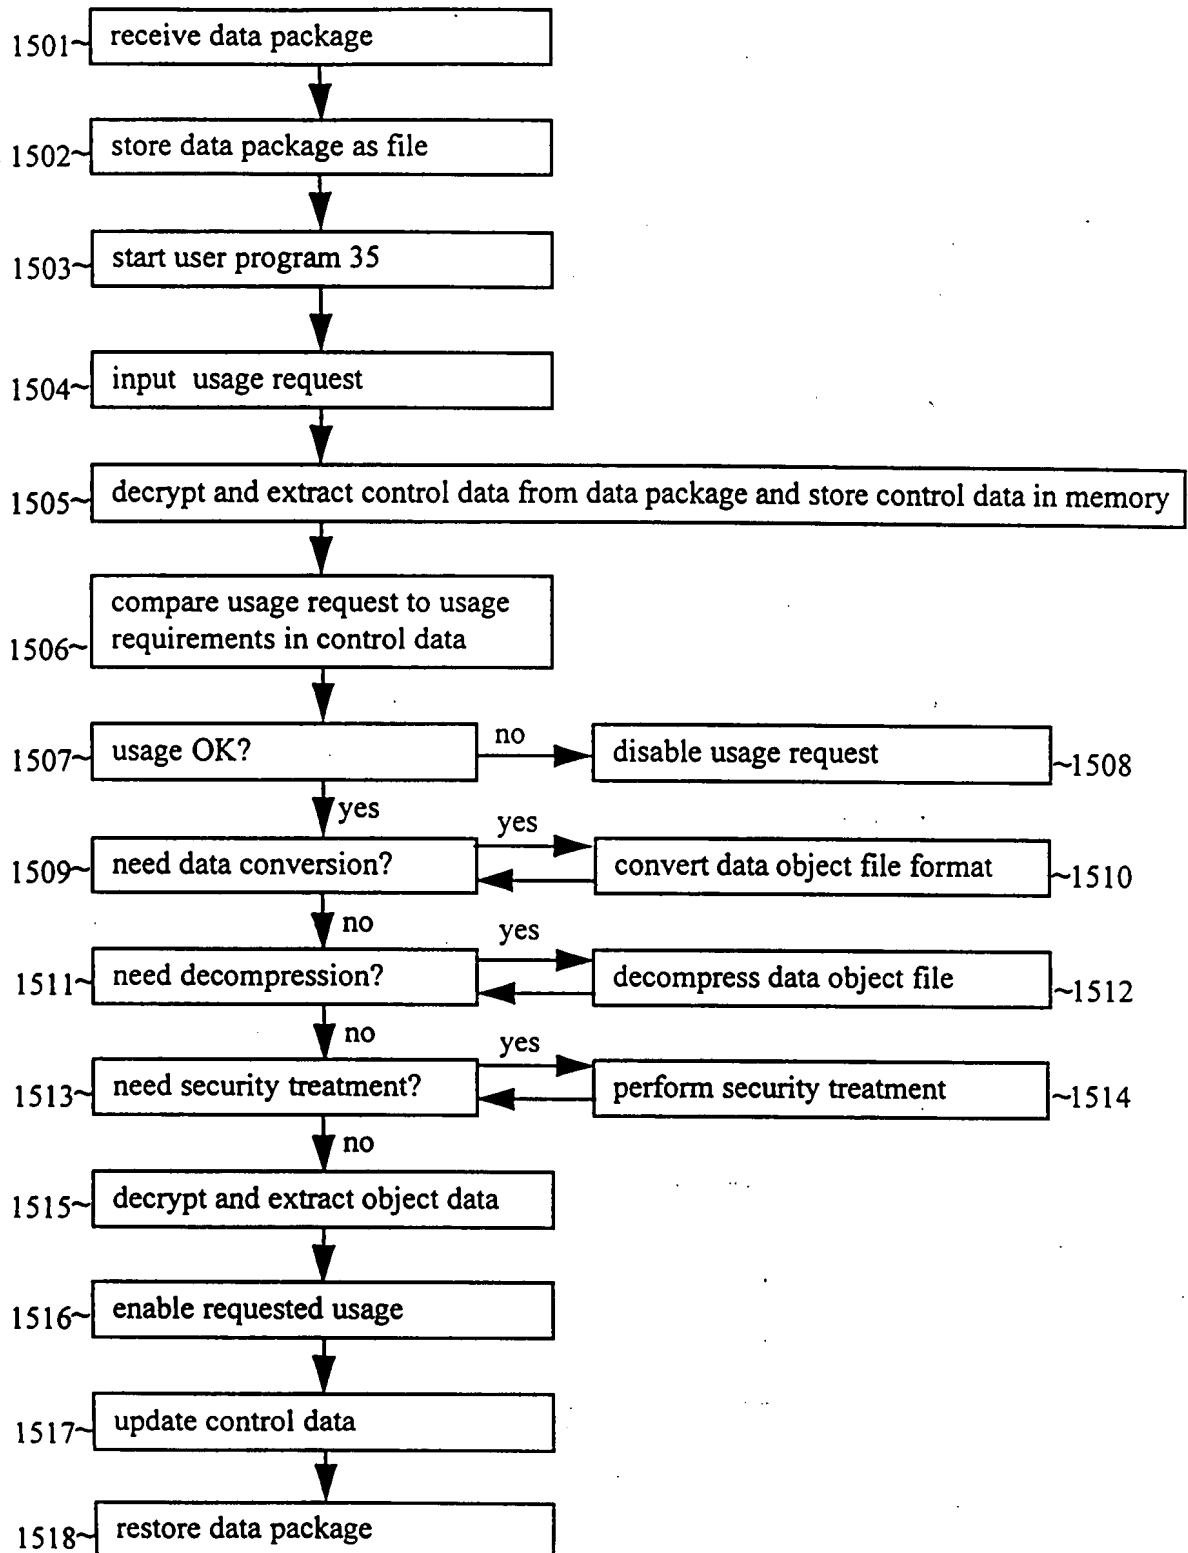 1501~ receive data package
1502~ store data package as file
1503~ start user program 35
1504~ input usage request
1505~ decrypt and extract control data from data package and store control data in memory
compare usage request to usage
1506~ requirements in control data
1507~ usage OK? no disable usage request ~1508
yes
1509~ need data conversion? yes convert data object file format ~1510
no
1511~ need decompression? yes decompress data object file ~1512
no
1513~ need security treatment? yes perform security treatment ~1514
no
1515~ decrypt and extract object data
1516~ enable requested usage
1517~ update control data
1518~ restore data package